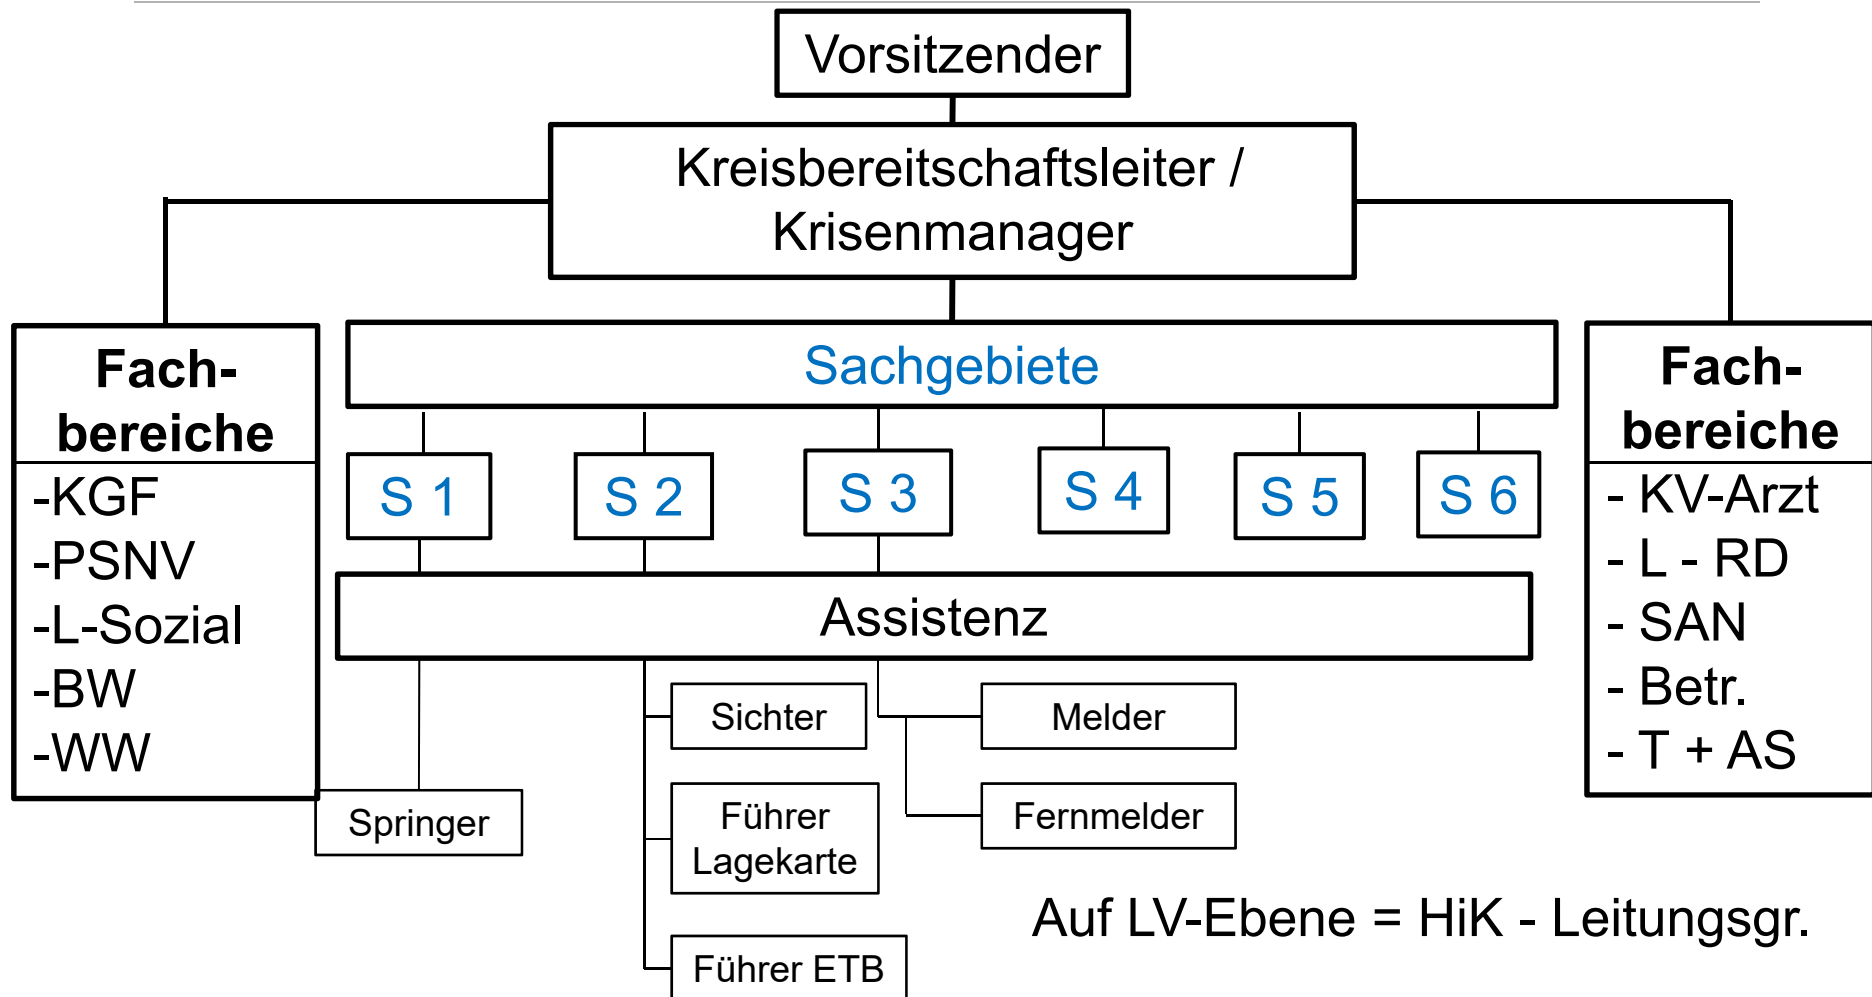 Vorsitzender
Kreisbereitschaftsleiter /
Krisenmanager
Fach-
bereiche
-KGF
-PSNV
-L-Sozial
-BW
-WW
Sachgebiete
S 1
S 2
S 3
S 4
S 5
S 6
Assistenz
Springer
Sichter
Führer
Lagekarte
Führer ETB
Melder
Fernmelder
Fach-
bereiche
- KV-Arzt
- L - RD
- SAN
- Betr.
- T + AS
Auf LV-Ebene = HiK - Leitungsgr.